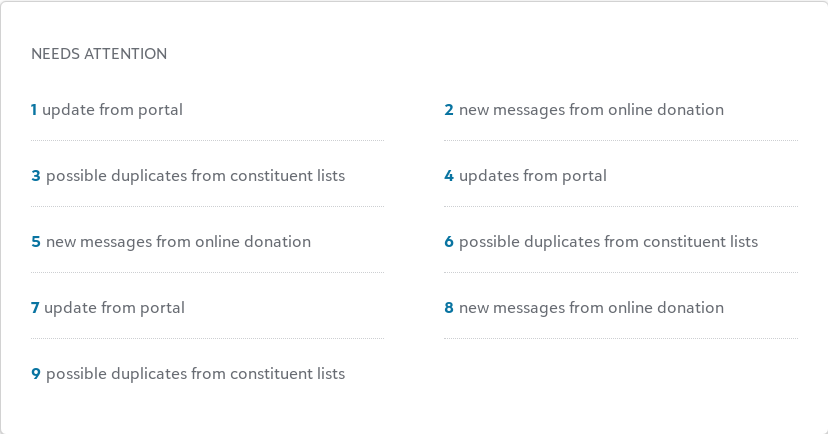 NEEDS ATTENTION
1 update from portal
2 new messages from online donation
3 possible duplicates from constituent lists
4 updates from portal
5 new messages from online donation
6 possible duplicates from constituent lists
7 update from portal
8 new messages from online donation
9 possible duplicates from constituent lists